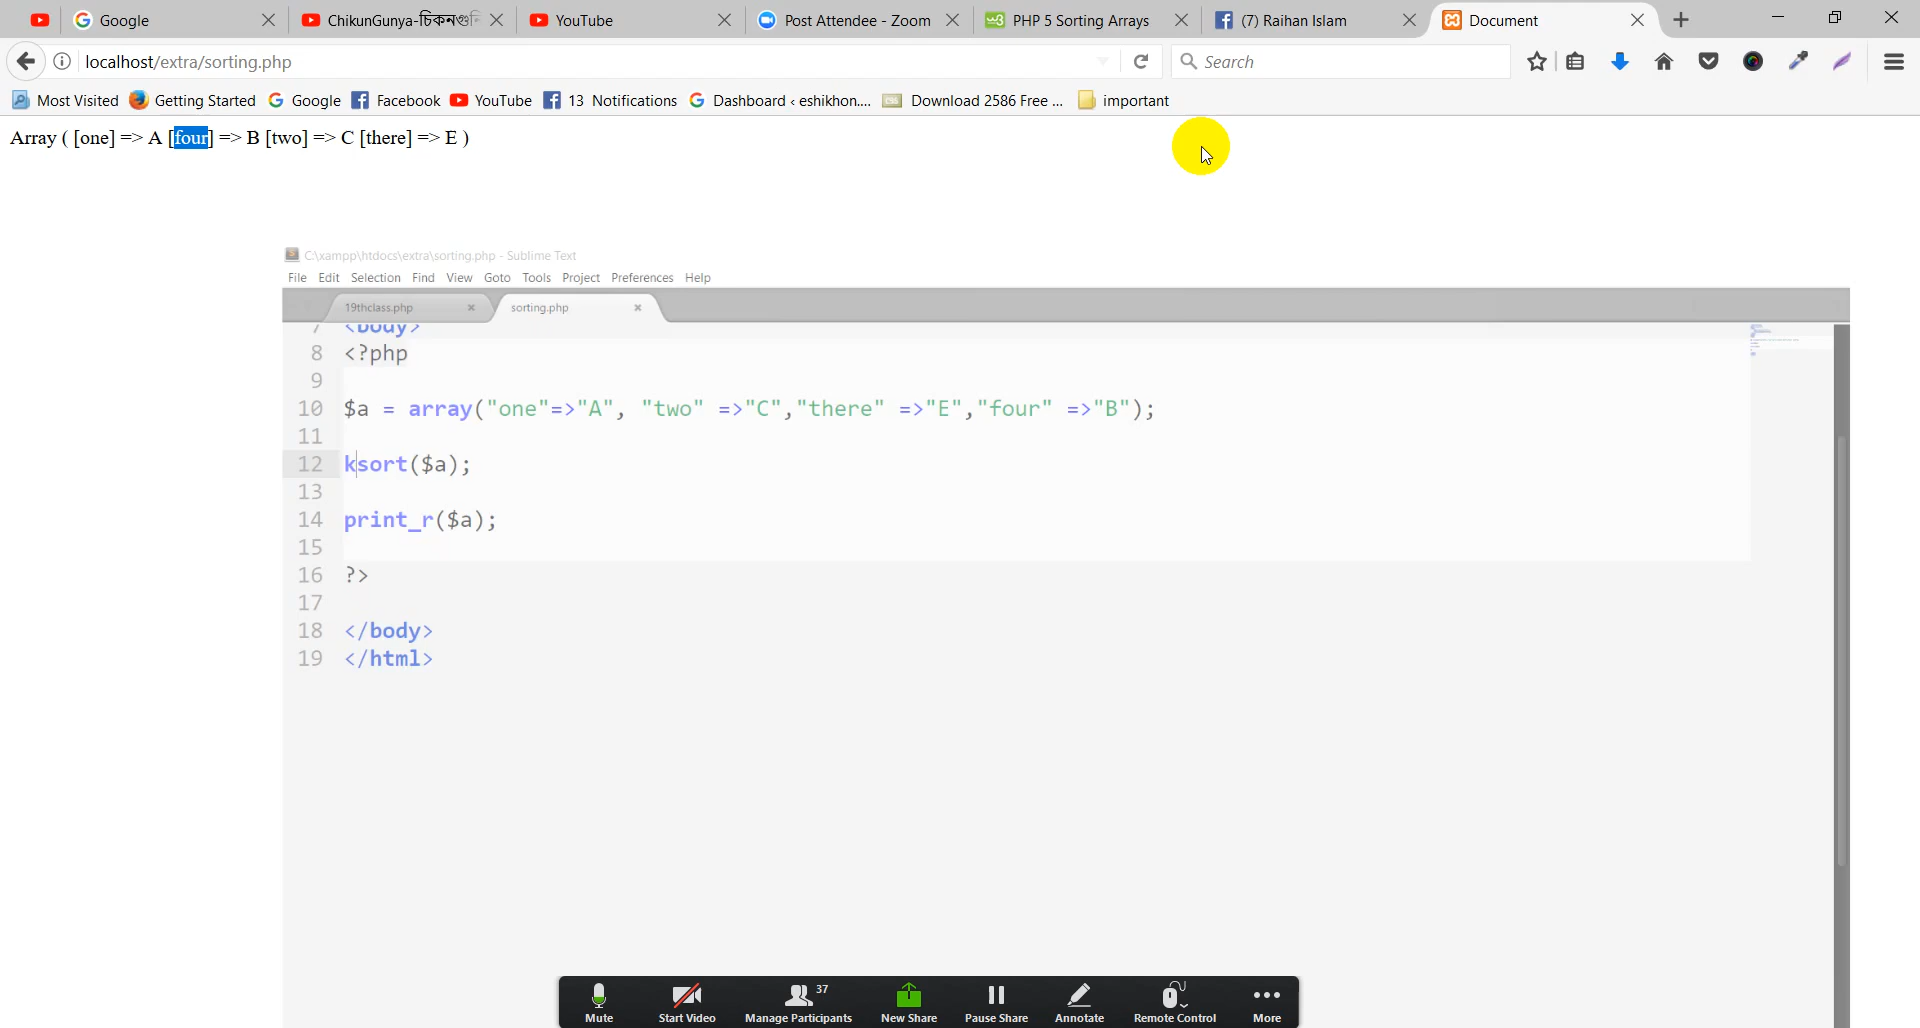 Google
ChikunGunya-চিকনগুনি
YouTube
Post Attendee - Zoom
PHP 5 Sorting Arrays
(7) Raihan Islam
Document
localhost/extra/sorting.php
Search
Most Visited
Getting Started
Google
Facebook
YouTube
13 Notifications
Dashboard ‹ eshikhon....
Download 2586 Free ...
important
Array ( [one] => A [four] => B [two] => C [there] => E )
C:\xampp\htdocs\extra\sorting.php - Sublime Text
File Edit Selection Find View Goto Tools Project Preferences Help
19thclass.php
sorting.php
7 <body>
8 <?php
9
10 $a = array("one"=>"A", "two" =>"C","there" =>"E","four" =>"B");
11
12 ksort($a);
13
14 print_r($a);
15
16 ?>
17
18 </body>
19 </html>
37
Mute
Start Video
Manage Participants
New Share
Pause Share
Annotate
Remote Control
More